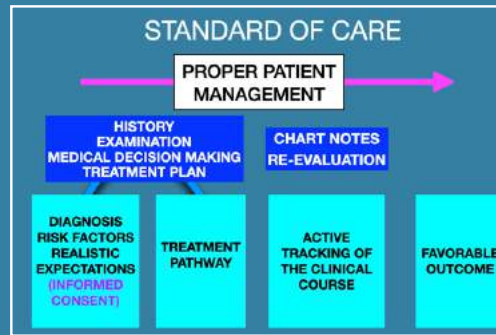 STANDARD OF CARE
PROPER PATIENT
MANAGEMENT
HISTORY
EXAMINATION
MEDICAL DECISION MAKING
TREATMENT PLAN
CHART NOTES
RE-EVALUATION
DIAGNOSIS
RISK FACTORS
REALISTIC
EXPECTATIONS
(INFORMED
CONSENT)
TREATMENT
PATHWAY
ACTIVE
TRACKING OF
THE CLINICAL
COURSE
FAVORABLE
OUTCOME